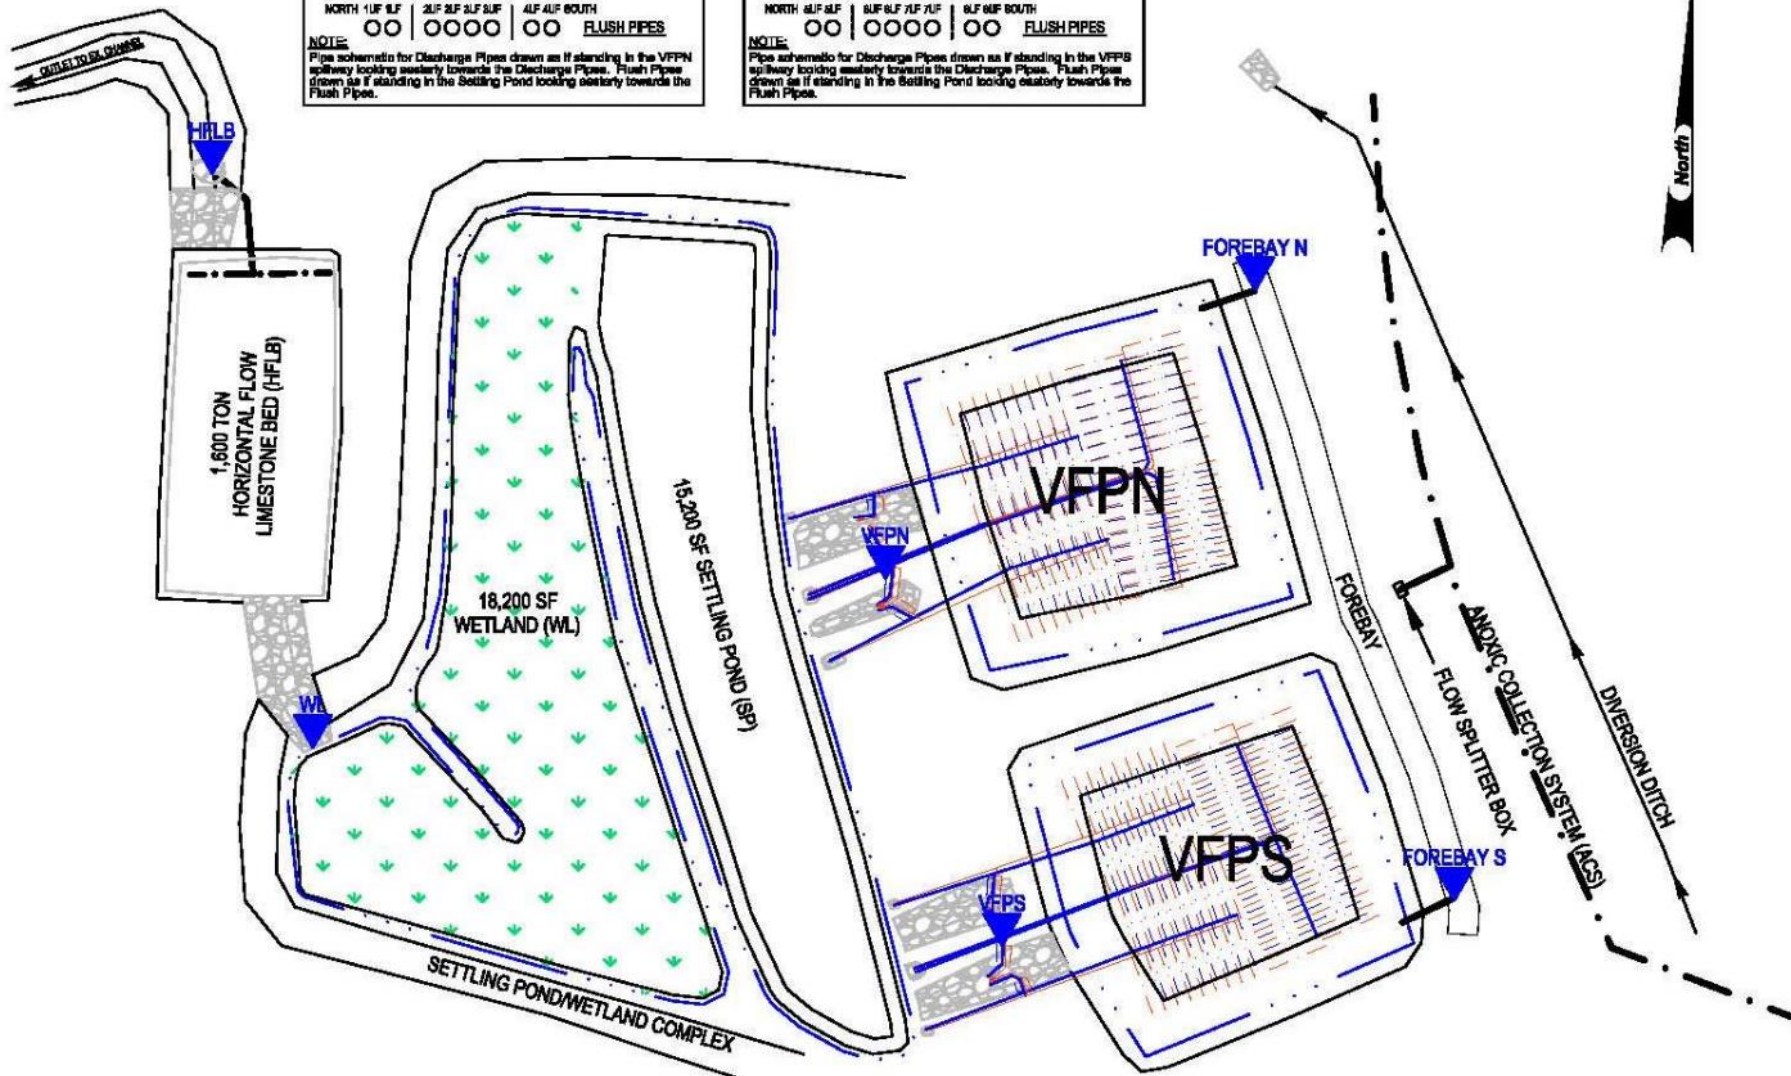 NORTH 1UF 1LF | 2UF 2LF 3LF 3UF | 4LF 4UF SOUTH
FLUSH PIPES
NOTE:
Pipe schematic for Discharge Pipes drawn as if standing in the VFPN
spillway looking easterly towards the Discharge Pipes. Flush Pipes
drawn as if standing in the Settling Pond looking easterly towards the
Flush Pipes.
NORTH 5UF 5LF | 6UF 6LF 7LF 7UF | 8LF 8UF SOUTH
FLUSH PIPES
NOTE:
Pipe schematic for Discharge Pipes drawn as if standing in the VFPS
spillway looking easterly towards the Discharge Pipes. Flush Pipes
drawn as if standing in the Settling Pond looking easterly towards the
Flush Pipes.
OUTLET TO EX. CHANNEL
HFLB
North
FOREBAY N
1,600 TON
HORIZONTAL FLOW
LIMESTONE BED (HFLB)
VFPN
VFPN
15,200 SF SETTLING POND (SP)
18,200 SF
WETLAND (WL)
FOREBAY
ANOXIC COLLECTION SYSTEM (ACS)
FLOW SPLITTER BOX
DIVERSION DITCH
WL
VFPS
FOREBAY S
VFPS
SETTLING POND/WETLAND COMPLEX